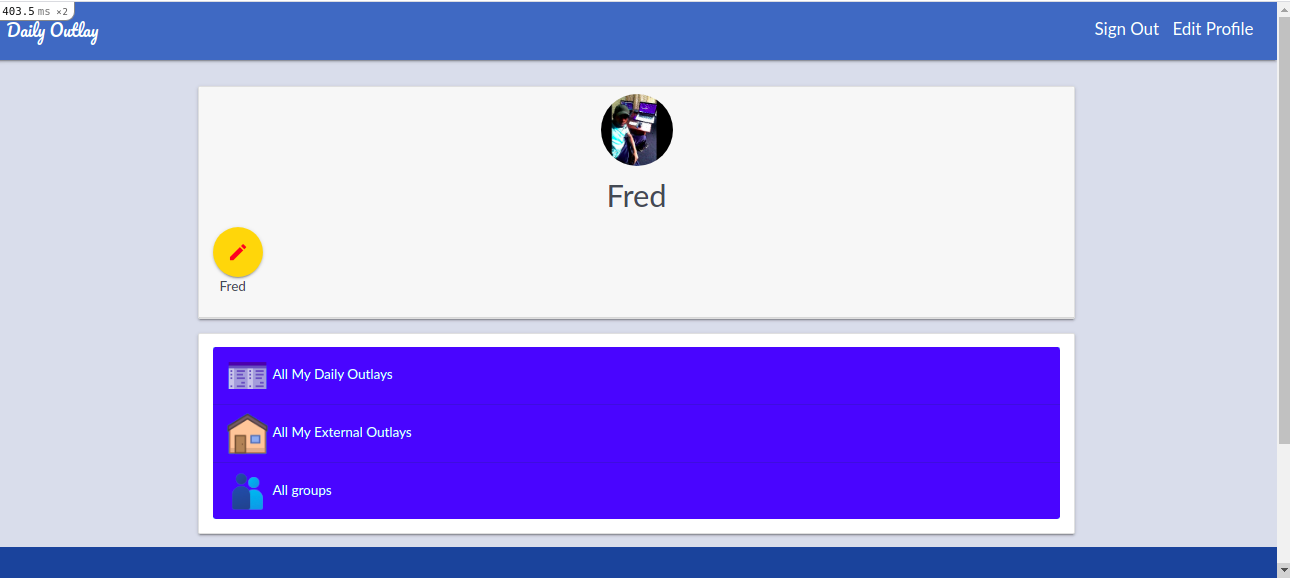 403.5 ms ×2
Daily Outlay
Sign Out Edit Profile
Fred
Fred
All My Daily Outlays
All My External Outlays
All groups